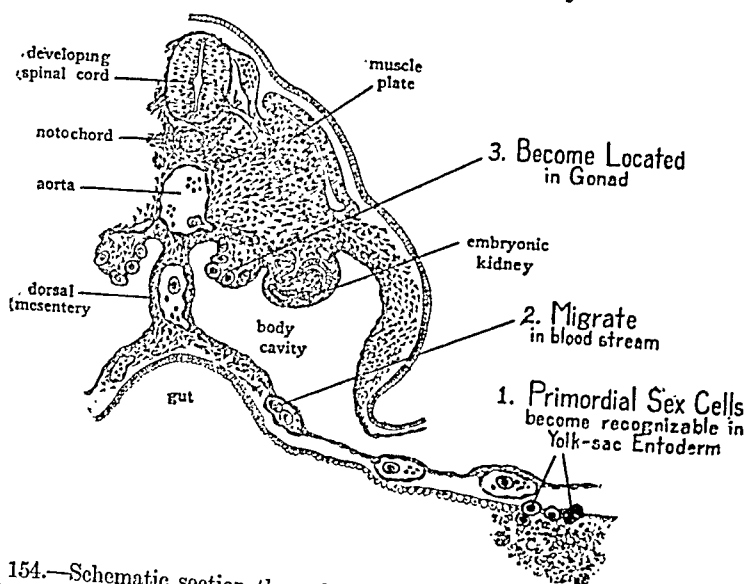 developing
spinal cord
muscle
plate
notochord
3. Become Located
in Gonad
aorta
embryonic
kidney
dorsal
mesentery
2. Migrate
in blood stream
body
cavity
gut
1. Primordial Sex Cells
become recognizable in
Yolk-sac Entoderm
154.—Schematic section